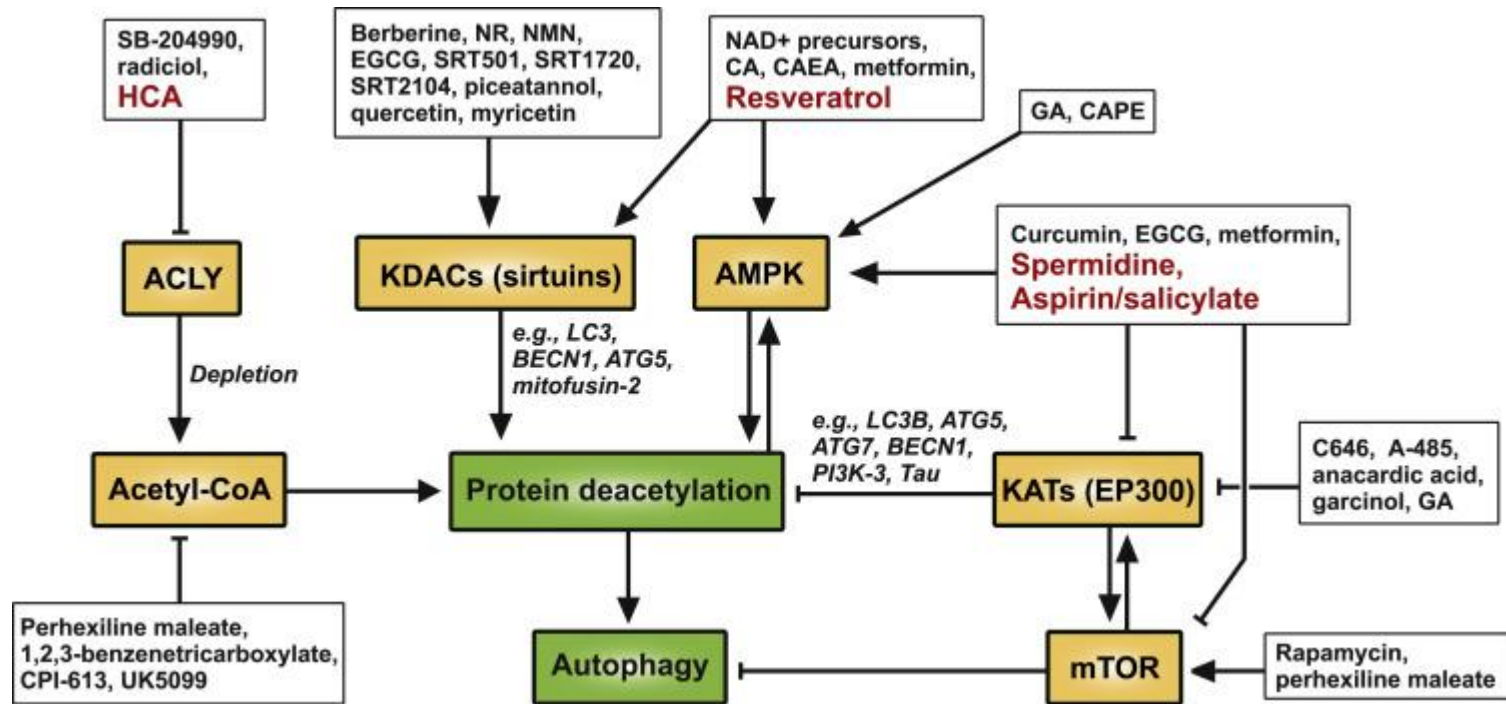 SB-204990,
radiciol,
HCA
Berberine, NR, NMN,
EGCG, SRT501, SRT1720,
SRT2104, piceatannol,
quercetin, myricetin
NAD+ precursors,
CA, CAEA, metformin,
Resveratrol
GA, CAPE
ACLY
KDACs (sirtuins)
AMPK
Curcumin, EGCG, metformin,
Spermidine,
Aspirin/salicylate
Depletion
e.g., LC3,
BECN1, ATG5,
mitofusin-2
e.g., LC3B, ATG5,
ATG7, BECN1,
PI3K-3, Tau
Acetyl-CoA
Protein deacetylation
KATs (EP300)
C646, A-485,
anacardic acid,
garcinol, GA
Perhexiline maleate,
1,2,3-benzenetricarboxylate,
CPI-613, UK5099
Autophagy
mTOR
Rapamycin,
perhexiline maleate